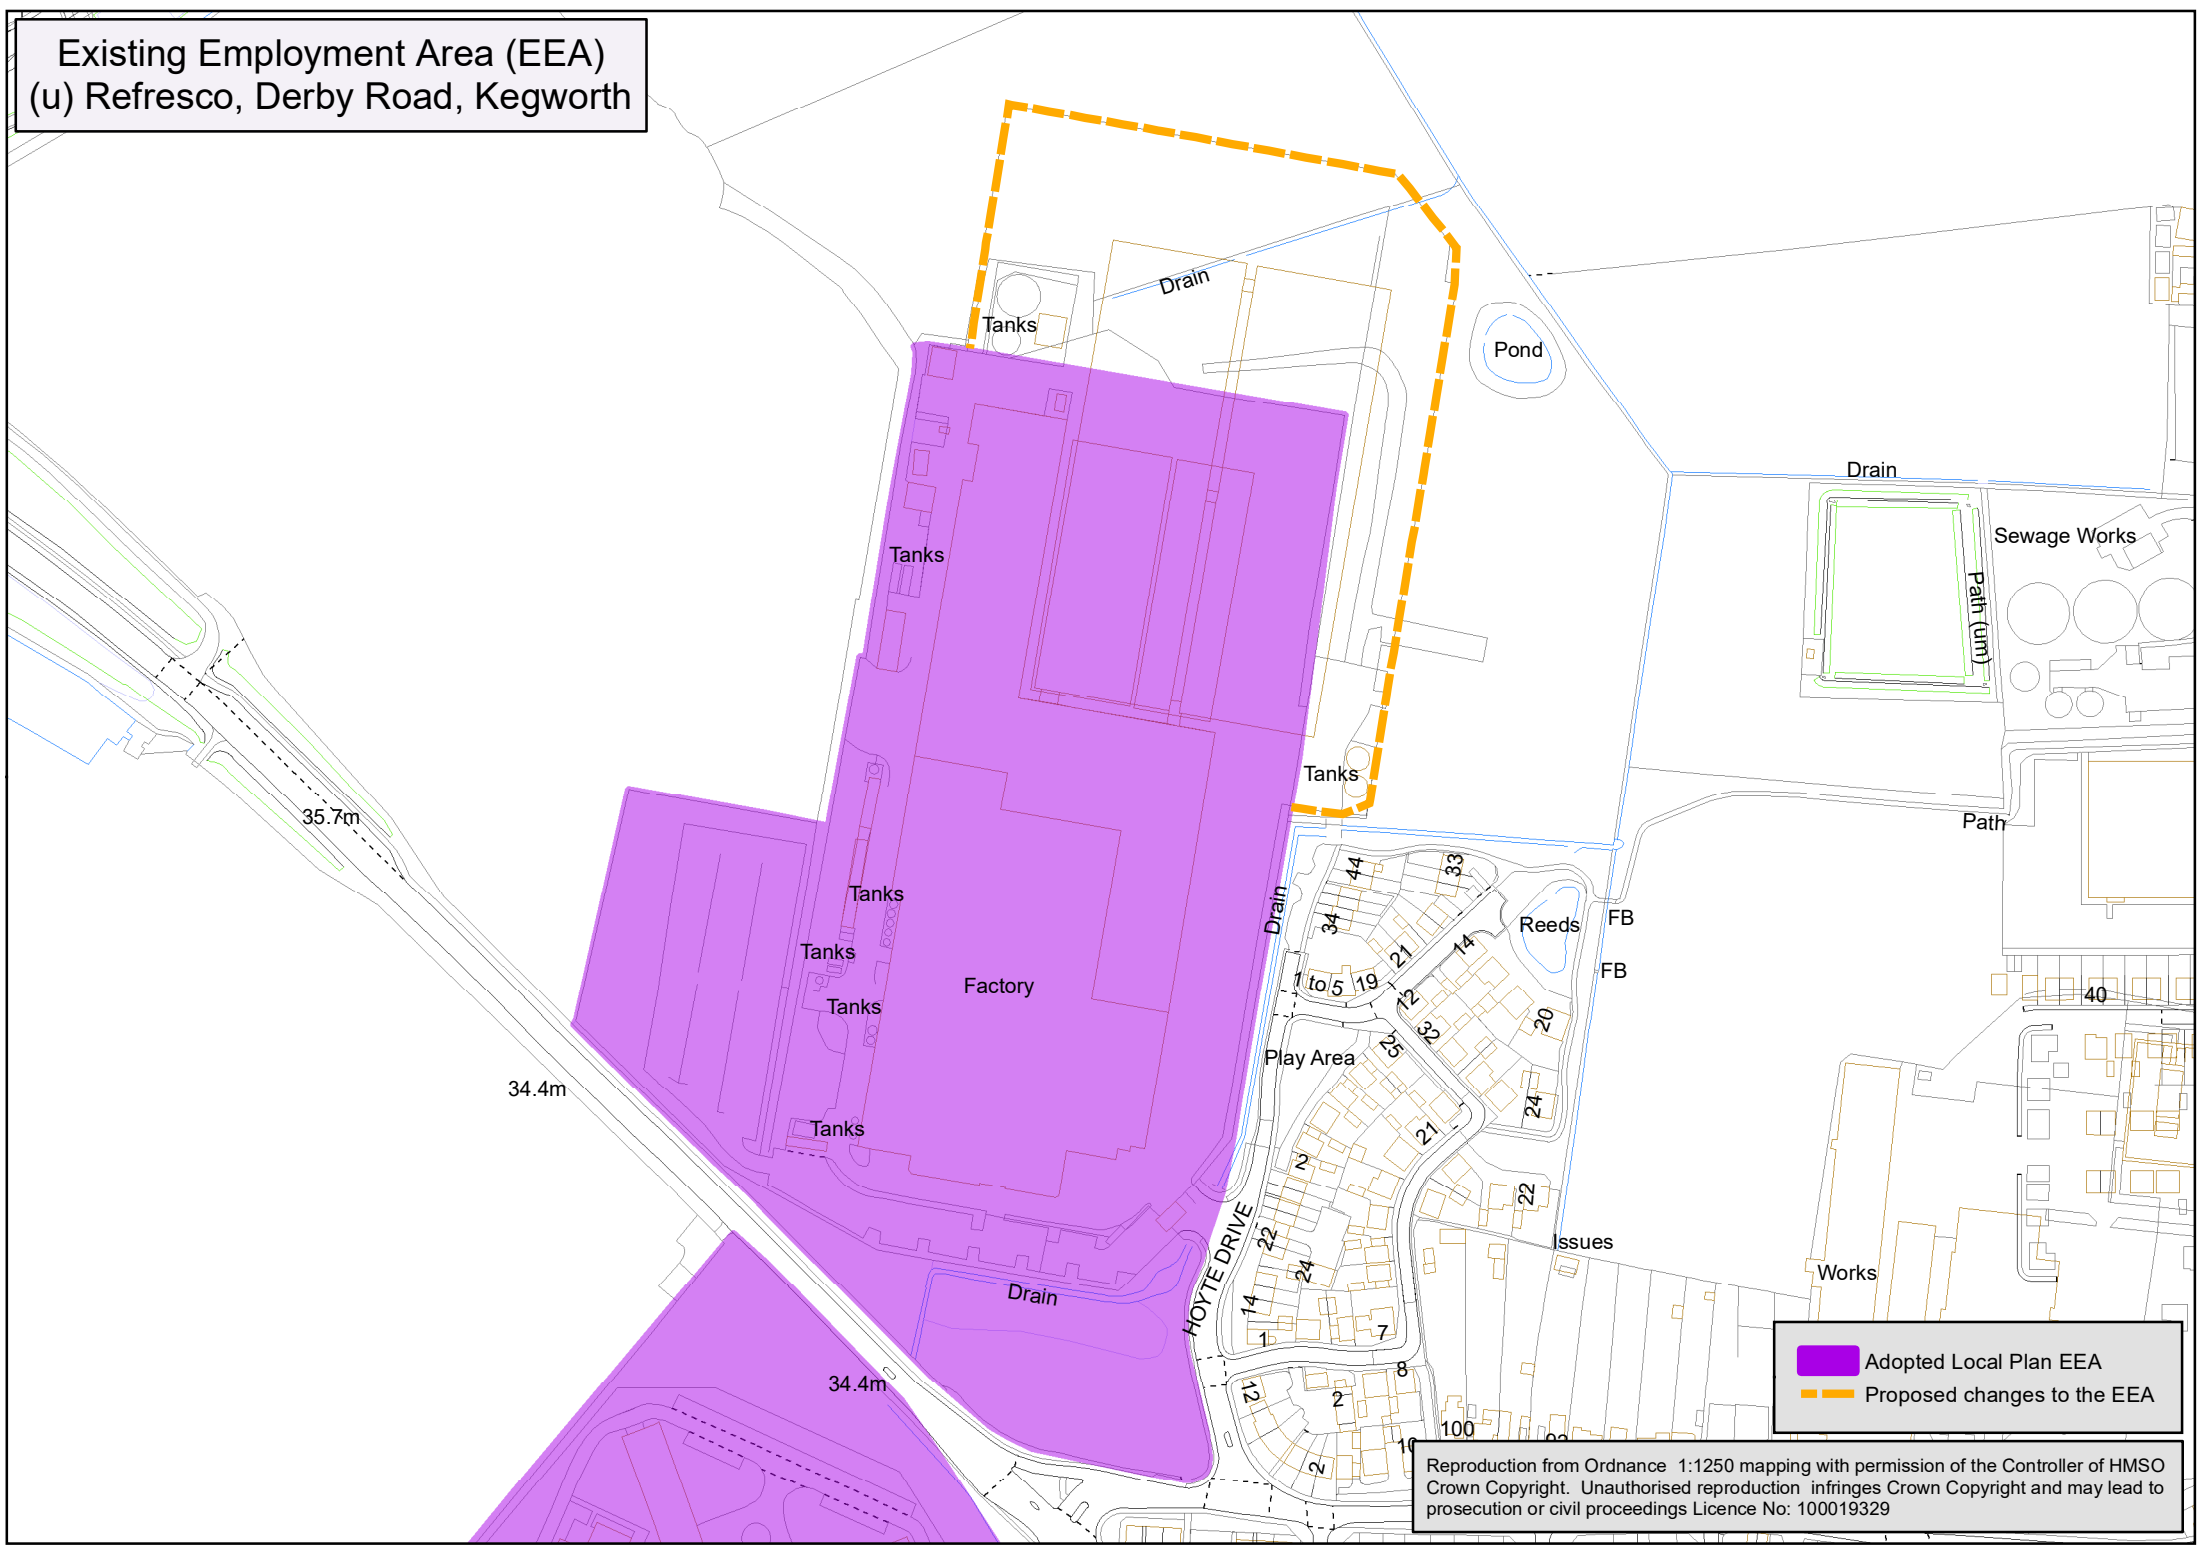 Existing Employment Area (EEA)
(u) Refresco, Derby Road, Kegworth
Drain
Tanks
Pond
Drain
Sewage Works
Tanks
Path (um)
Tanks
35.7m
Path
44
33
Tanks
Drain
34
Reeds
FB
21
14
Tanks
FB
Factory
1 to 5
19
12
40
Tanks
20
32
25
Play Area
34.4m
24
Tanks
21
2
22
HOYTE DRIVE
22
Issues
24
Works
Drain
14
1
7
8
34.4m
12
2
100
10
2
Adopted Local Plan EEA
Proposed changes to the EEA
Reproduction from Ordnance 1:1250 mapping with permission of the Controller of HMSO
Crown Copyright. Unauthorised reproduction infringes Crown Copyright and may lead to
prosecution or civil proceedings Licence No: 100019329